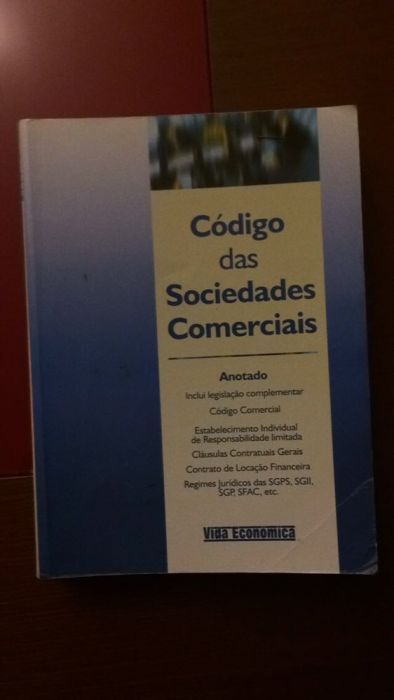 Código
das
Sociedades
Comerciais
Anotado
Inclui legislação complementar
Código Comercial
Estabelecimento Individual
de Responsabilidade limitada
Cláusulas Contratuais Gerais
Contrato de Locação Financeira
Regimes Jurídicos das SGPS, SGII,
SGP, SFAC, etc.
Vida Económica